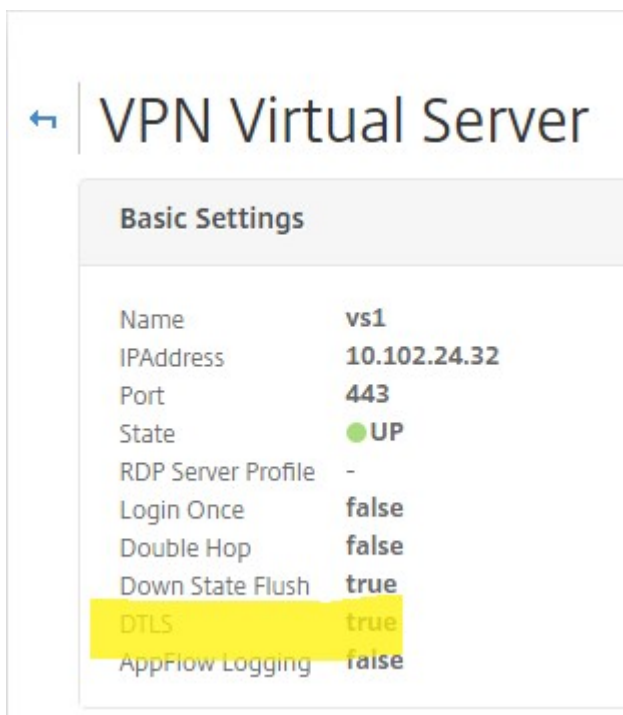 VPN Virtual Server
Basic Settings
Name vs1
IPAddress 10.102.24.32
Port 443
State UP
RDP Server Profile -
Login Once false
Double Hop false
Down State Flush true
DTLS true
AppFlow Logging false